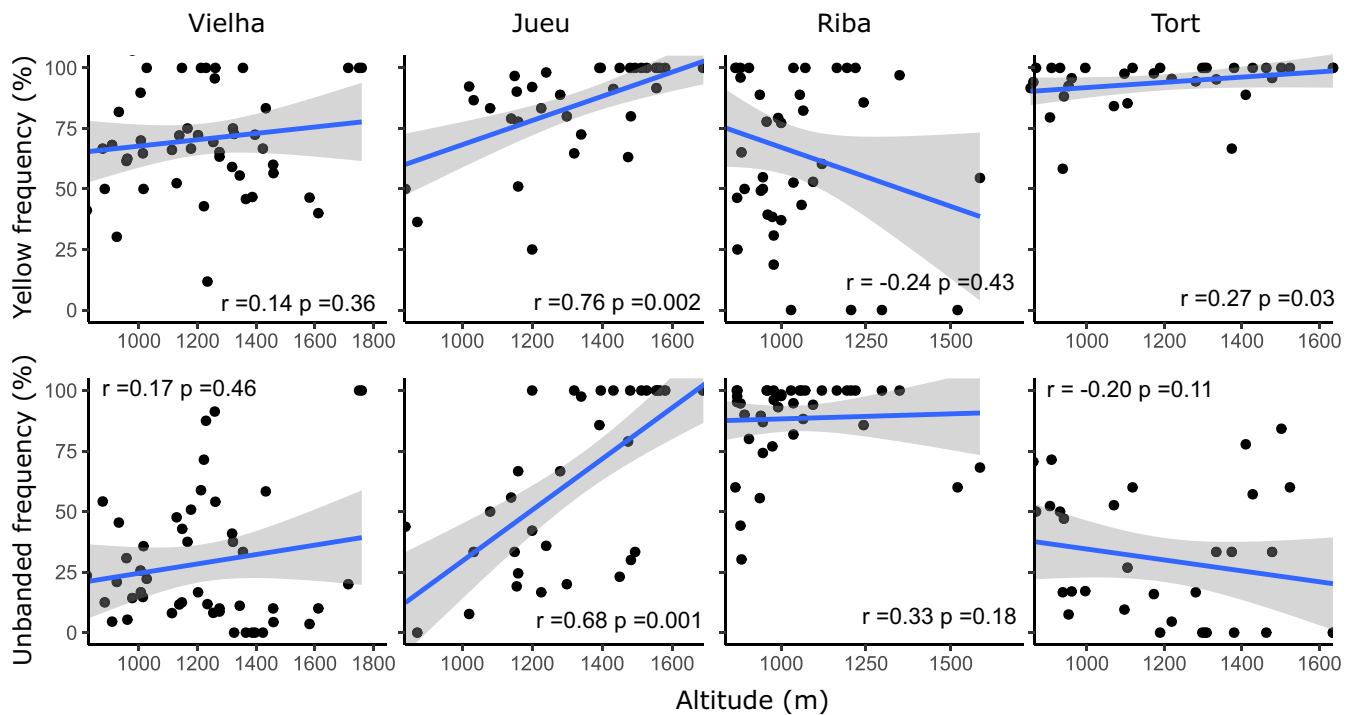 Vielha Jueu Riba Tort
Yellow frequency (%)
100
75
50
25
0
r =0.14 p =0.36
r =0.76 p =0.002
r = -0.24 p =0.43
r =0.27 p =0.03
1000 1200 1400 1600 1800
1000 1200 1400 1600
1000 1250 1500
1000 1200 1400 1600
Unbanded frequency (%)
100
75
50
25
0
r =0.17 p =0.46
r =0.68 p =0.001
r =0.33 p =0.18
r = -0.20 p =0.11
1000 1200 1400 1600 1800
1000 1200 1400 1600
1000 1250 1500
1000 1200 1400 1600
Altitude (m)